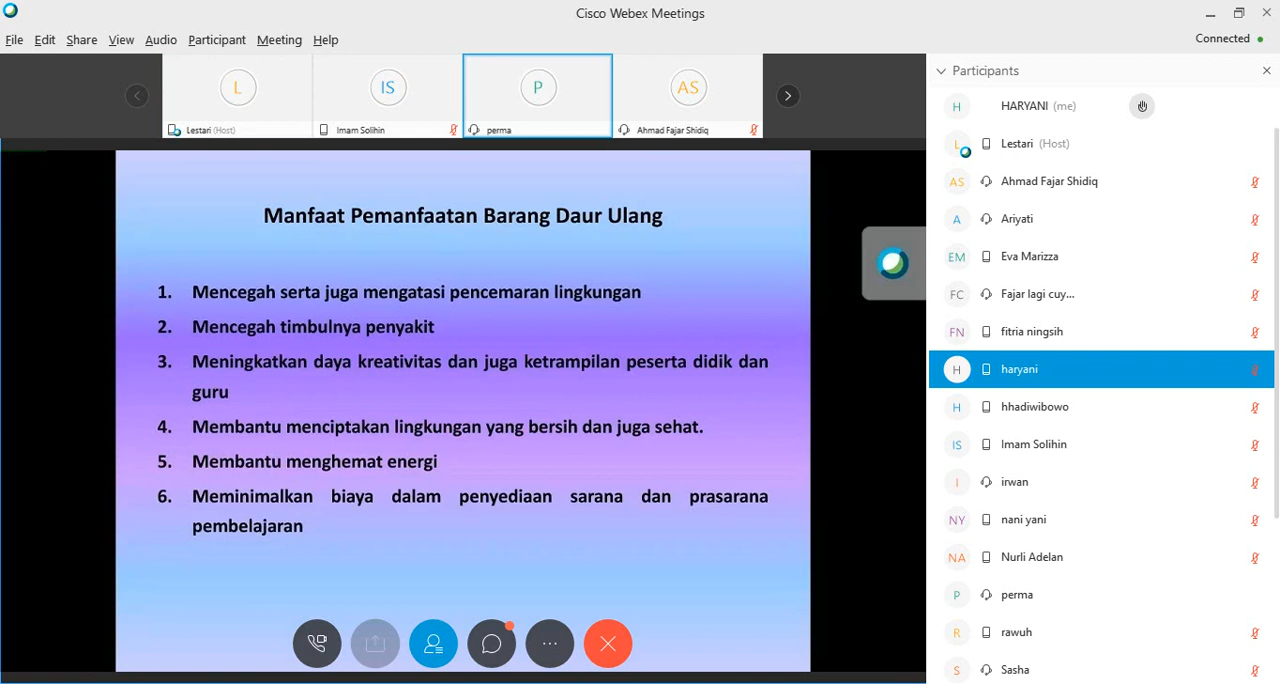 Cisco Webex Meetings
File Edit Share View Audio Participant Meeting Help
Connected
L
IS
P
AS
Lestari (Host)
Imam Solihin
perma
Ahmad Fajar Shidiq
Manfaat Pemanfaatan Barang Daur Ulang
1. Mencegah serta juga mengatasi pencemaran lingkungan
2. Mencegah timbulnya penyakit
3. Meningkatkan daya kreativitas dan juga ketrampilan peserta didik dan
guru
4. Membantu menciptakan lingkungan yang bersih dan juga sehat.
5. Membantu menghemat energi
6. Meminimalkan biaya dalam penyediaan sarana dan prasarana
pembelajaran
Participants
H HARYANI (me)
L Lestari (Host)
AS Ahmad Fajar Shidiq
A Ariyati
EM Eva Marizza
FC Fajar lagi cuy...
FN fitria ningsih
H haryani
H hhadiwibowo
IS Imam Solihin
I irwan
NY nani yani
NA Nurli Adelan
P perma
R rawuh
S Sasha